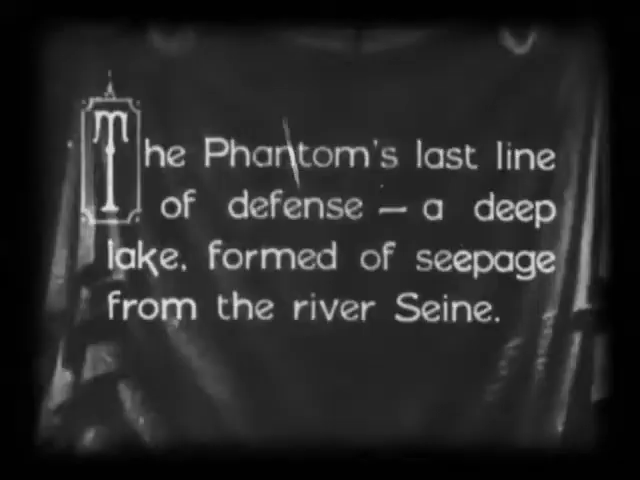 The Phantom's last line
of defense — a deep
lake, formed of seepage
from the river Seine.